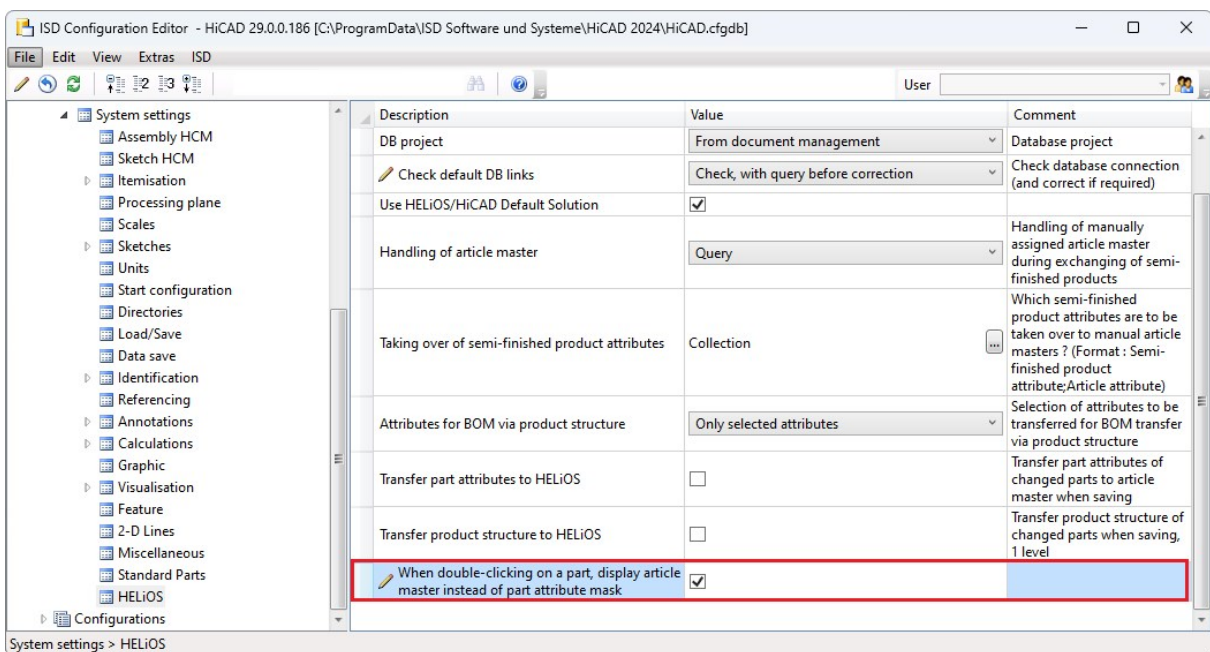 ISD Configuration Editor - HiCAD 29.0.0.186 [C:\ProgramData\ISD Software und Systeme\HiCAD 2024\HiCAD.cfgdb]
File Edit View Extras ISD
User
System settings
Assembly HCM
Sketch HCM
Itemisation
Processing plane
Scales
Sketches
Units
Start configuration
Directories
Load/Save
Data save
Identification
Referencing
Annotations
Calculations
Graphic
Visualisation
Feature
2-D Lines
Miscellaneous
Standard Parts
HELiOS
Configurations
Description Value Comment
DB project From document management Database project
Check default DB links Check, with query before correction Check database connection
(and correct if required)
Use HELiOS/HiCAD Default Solution
Handling of article master Query Handling of manually
assigned article master
during exchanging of semi-
finished products
Taking over of semi-finished product attributes Collection ... Which semi-finished
product attributes are to be
taken over to manual article
masters ? (Format : Semi-
finished product
attribute;Article attribute)
Attributes for BOM via product structure Only selected attributes Selection of attributes to be
transferred for BOM transfer
via product structure
Transfer part attributes to HELiOS Transfer part attributes of
changed parts to article
master when saving
Transfer product structure to HELiOS Transfer product structure of
changed parts when saving,
1 level
When double-clicking on a part, display article
master instead of part attribute mask
System settings > HELiOS